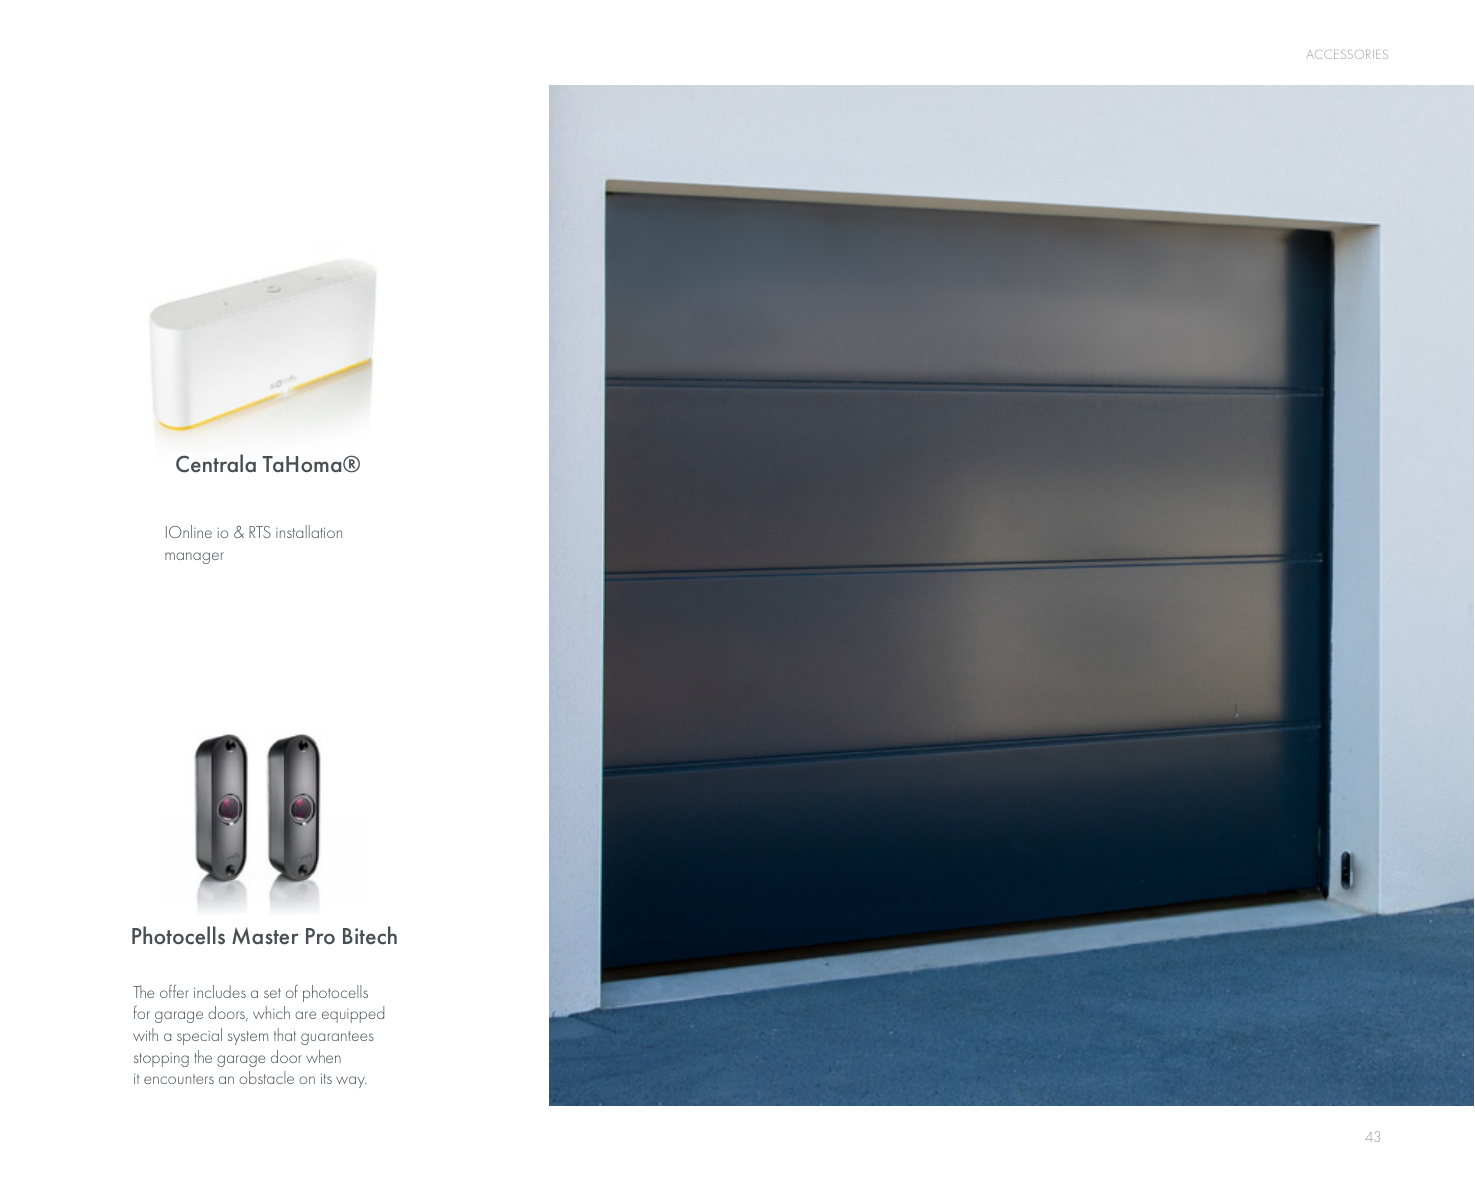 ACCESSORIES
somfy
Centrala TaHoma®
IOnline io & RTS installation
manager
Photocells Master Pro Bitech
The offer includes a set of photocells
for garage doors, which are equipped
with a special system that guarantees
stopping the garage door when
it encounters an obstacle on its way.
43